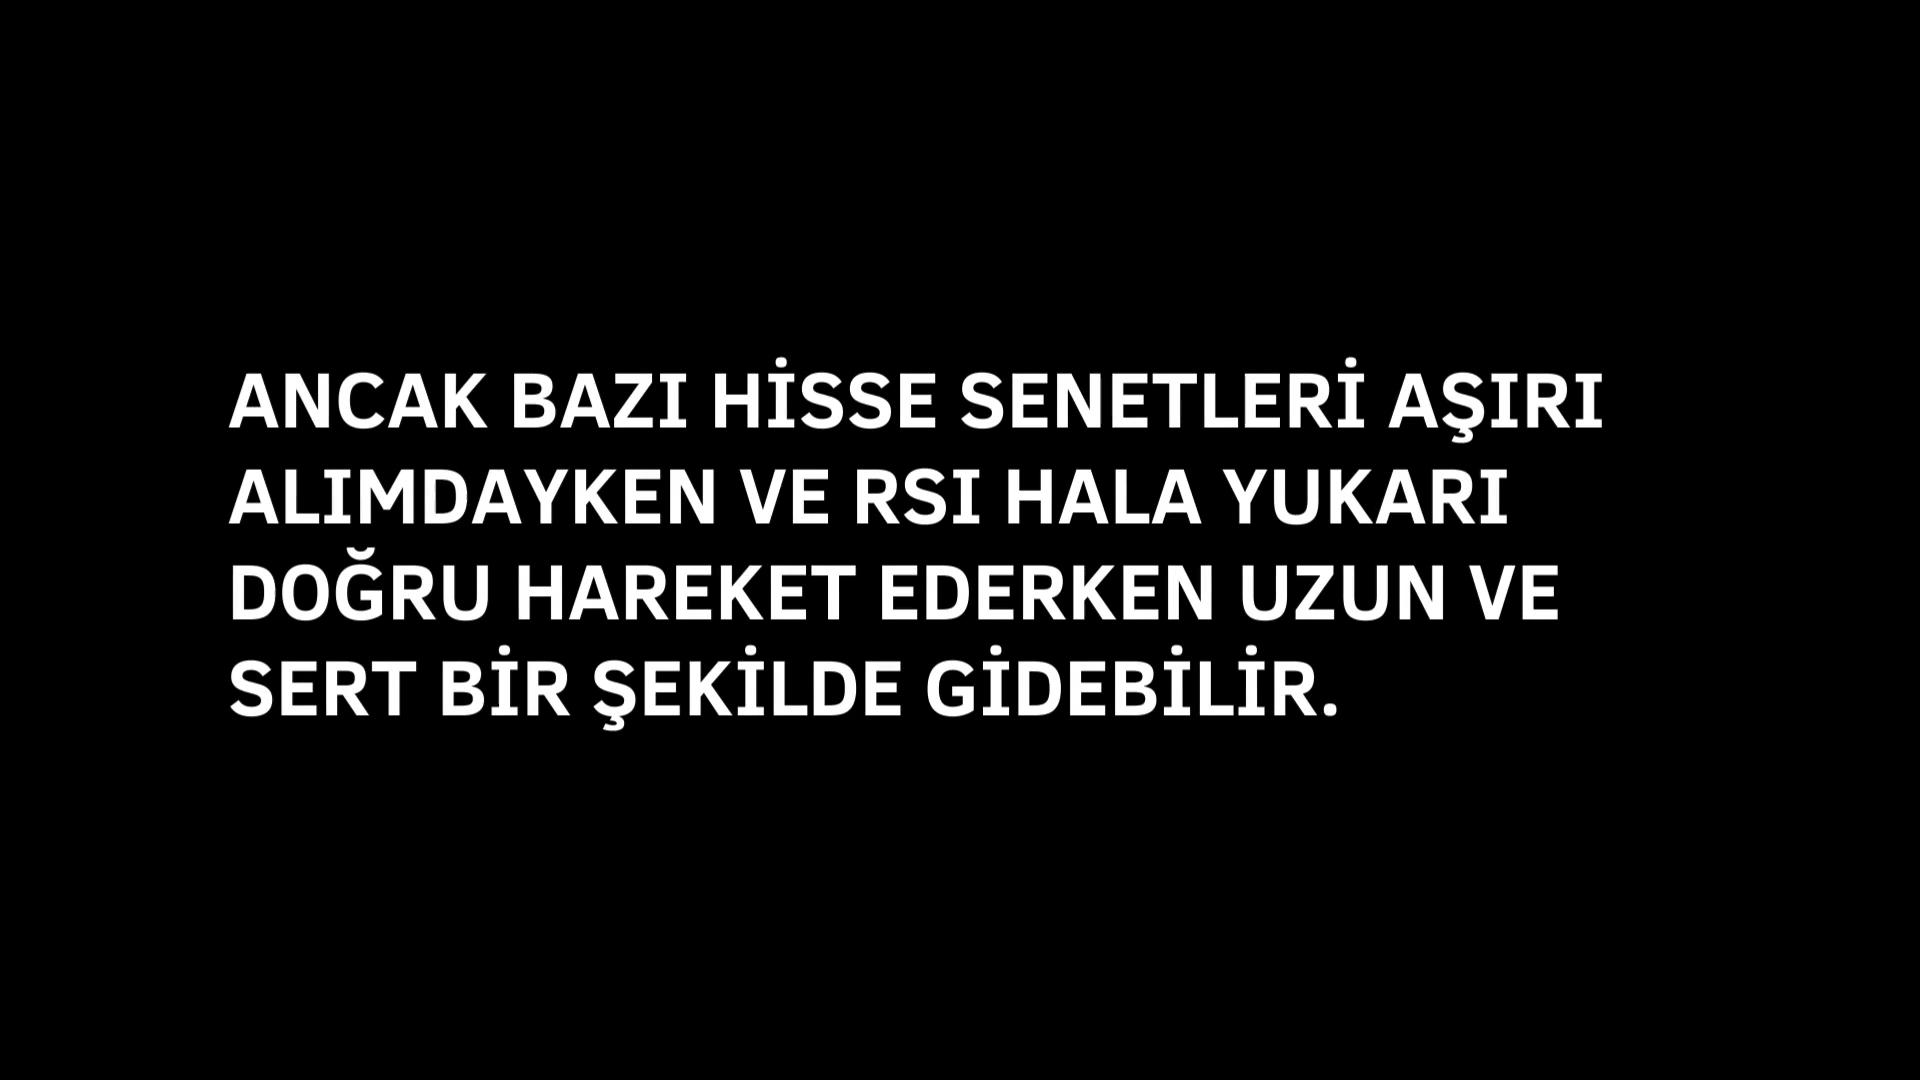 ANCAK BAZI HİSSE SENETLERİ AŞIRI
ALIMDAYKEN VE RSI HALA YUKARI
DOĞRU HAREKET EDERKEN UZUN VE
SERT BİR ŞEKİLDE GİDEBİLİR.